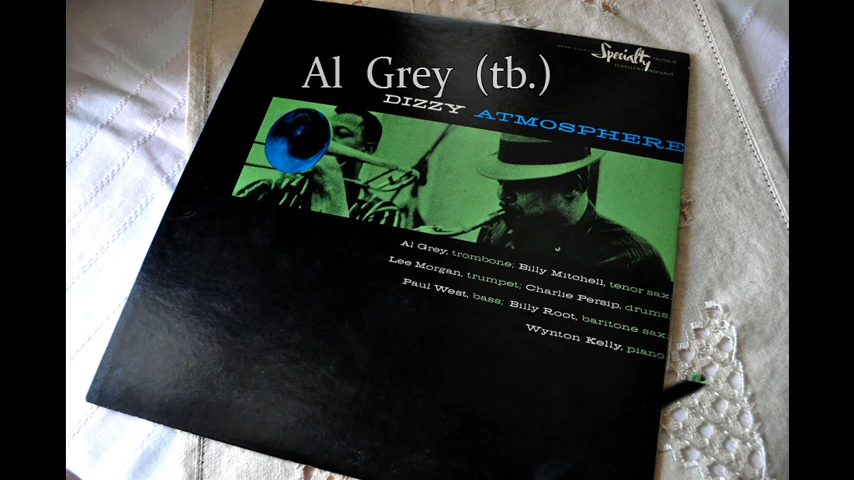 Specialty
Al Grey (tb.)
DIZZY ATMOSPHERE
Al Grey, trombone; Billy Mitchell, tenor sax;
Lee Morgan, trumpet; Charlie Persip, drums;
Paul West, bass; Billy Root, baritone sax;
Wynton Kelly, piano